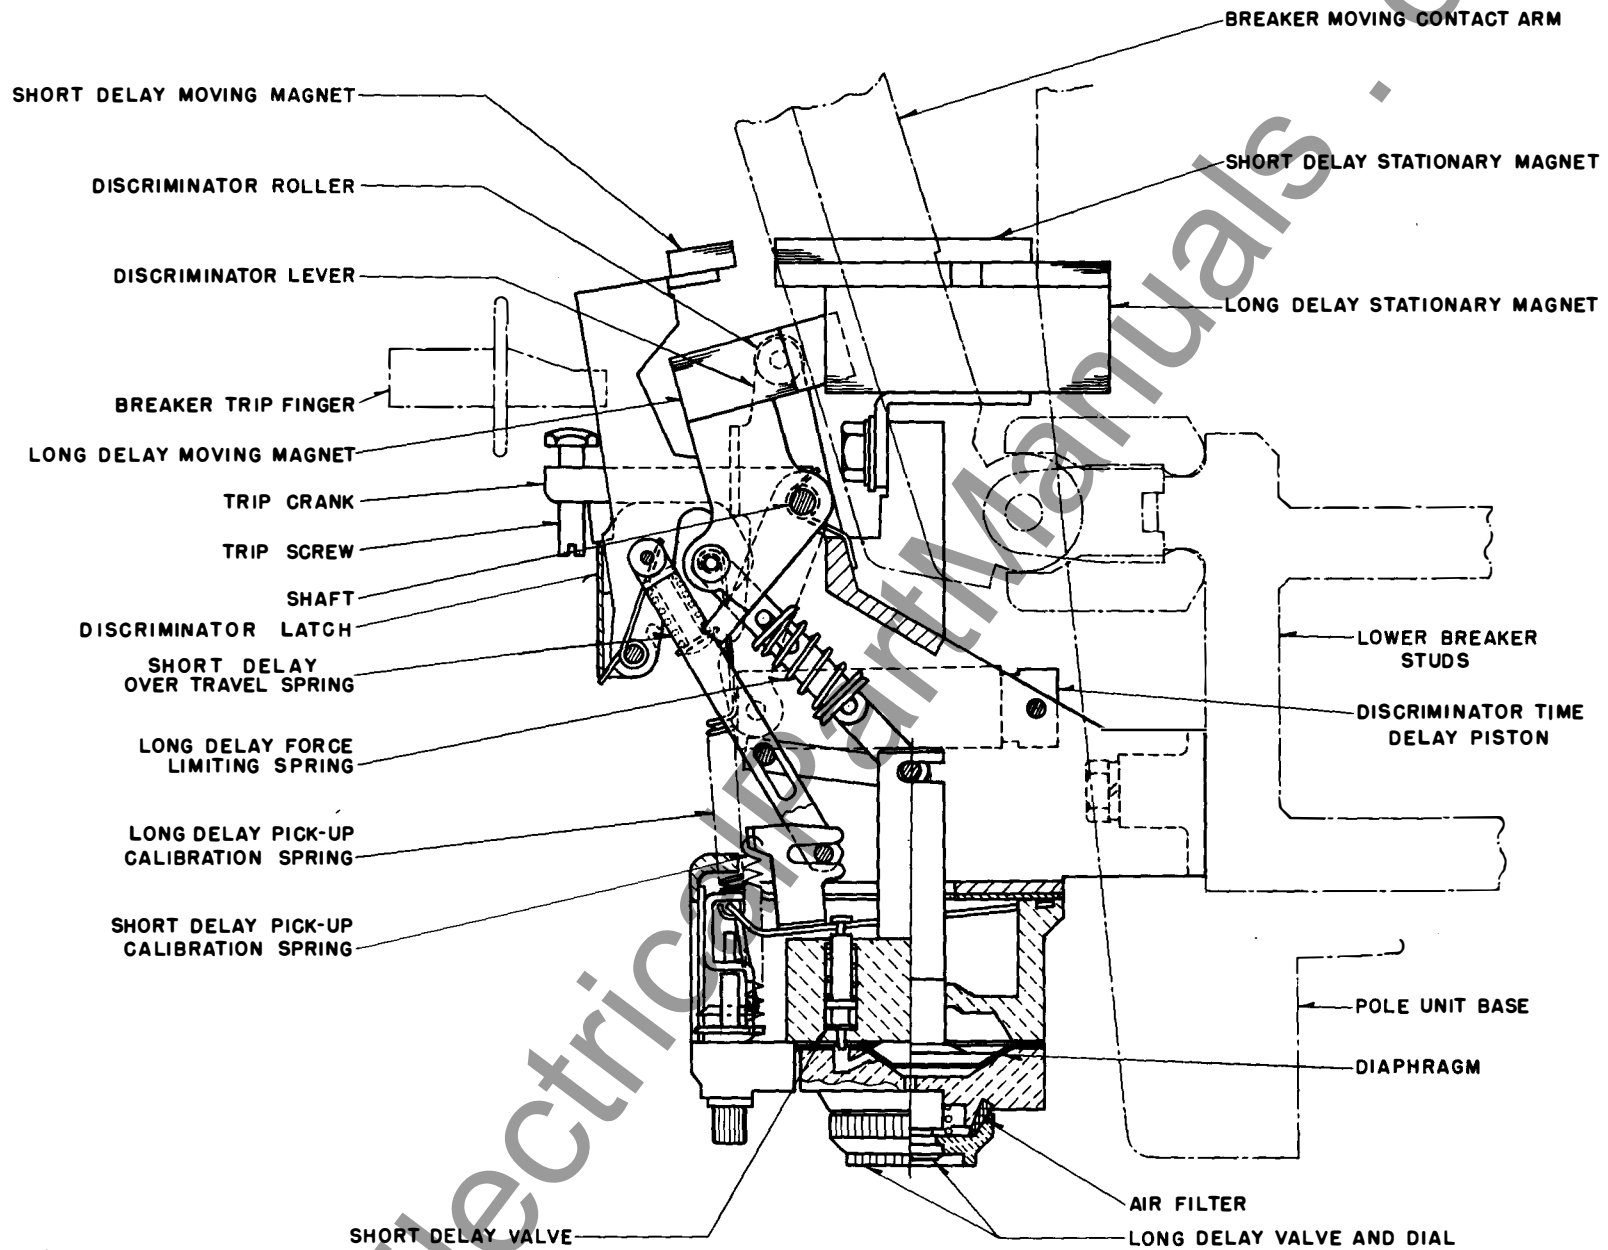 BREAKER MOVING CONTACT ARM
SHORT DELAY MOVING MAGNET
SHORT DELAY STATIONARY MAGNET
DISCRIMINATOR ROLLER
DISCRIMINATOR LEVER
LONG DELAY STATIONARY MAGNET
BREAKER TRIP FINGER
LONG DELAY MOVING MAGNET
TRIP CRANK
TRIP SCREW
SHAFT
DISCRIMINATOR LATCH
SHORT DELAY
OVER TRAVEL SPRING
LOWER BREAKER
STUDS
DISCRIMINATOR TIME
DELAY PISTON
LONG DELAY FORCE
LIMITING SPRING
LONG DELAY PICK-UP
CALIBRATION SPRING
SHORT DELAY PICK-UP
CALIBRATION SPRING
POLE UNIT BASE
DIAPHRAGM
AIR FILTER
SHORT DELAY VALVE
LONG DELAY VALVE AND DIAL
lectricalPartManuals .